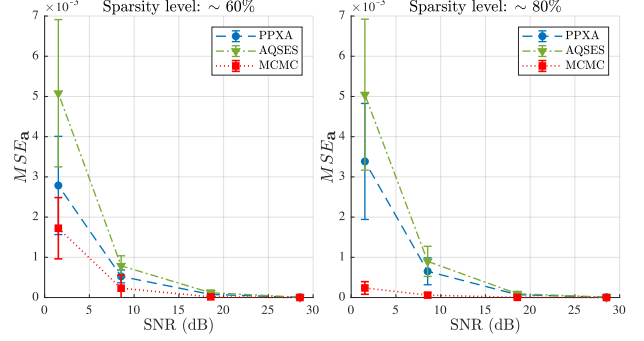 ×10⁻³ Sparsity level: ∼ 60%
7
6
5
4
3
2
1
0
0 5 10 15 20 25 30
MSEa
SNR (dB)
PPXA
AQSES
MCMC
×10⁻³ Sparsity level: ∼ 80%
7
6
5
4
3
2
1
0
0 5 10 15 20 25 30
MSEa
SNR (dB)
PPXA
AQSES
MCMC